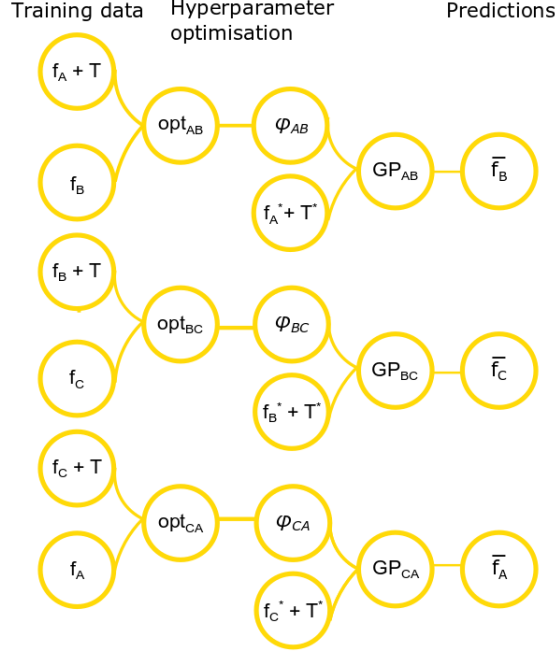 Training data
Hyperparameter
optimisation
Predictions
f_A + T
f_B
opt_AB
φ_AB
f_A^* + T^*
GP_AB
f̅_B
f_B + T
f_C
opt_BC
φ_BC
f_B^* + T^*
GP_BC
f̅_C
f_C + T
f_A
opt_CA
φ_CA
f_C^* + T^*
GP_CA
f̅_A